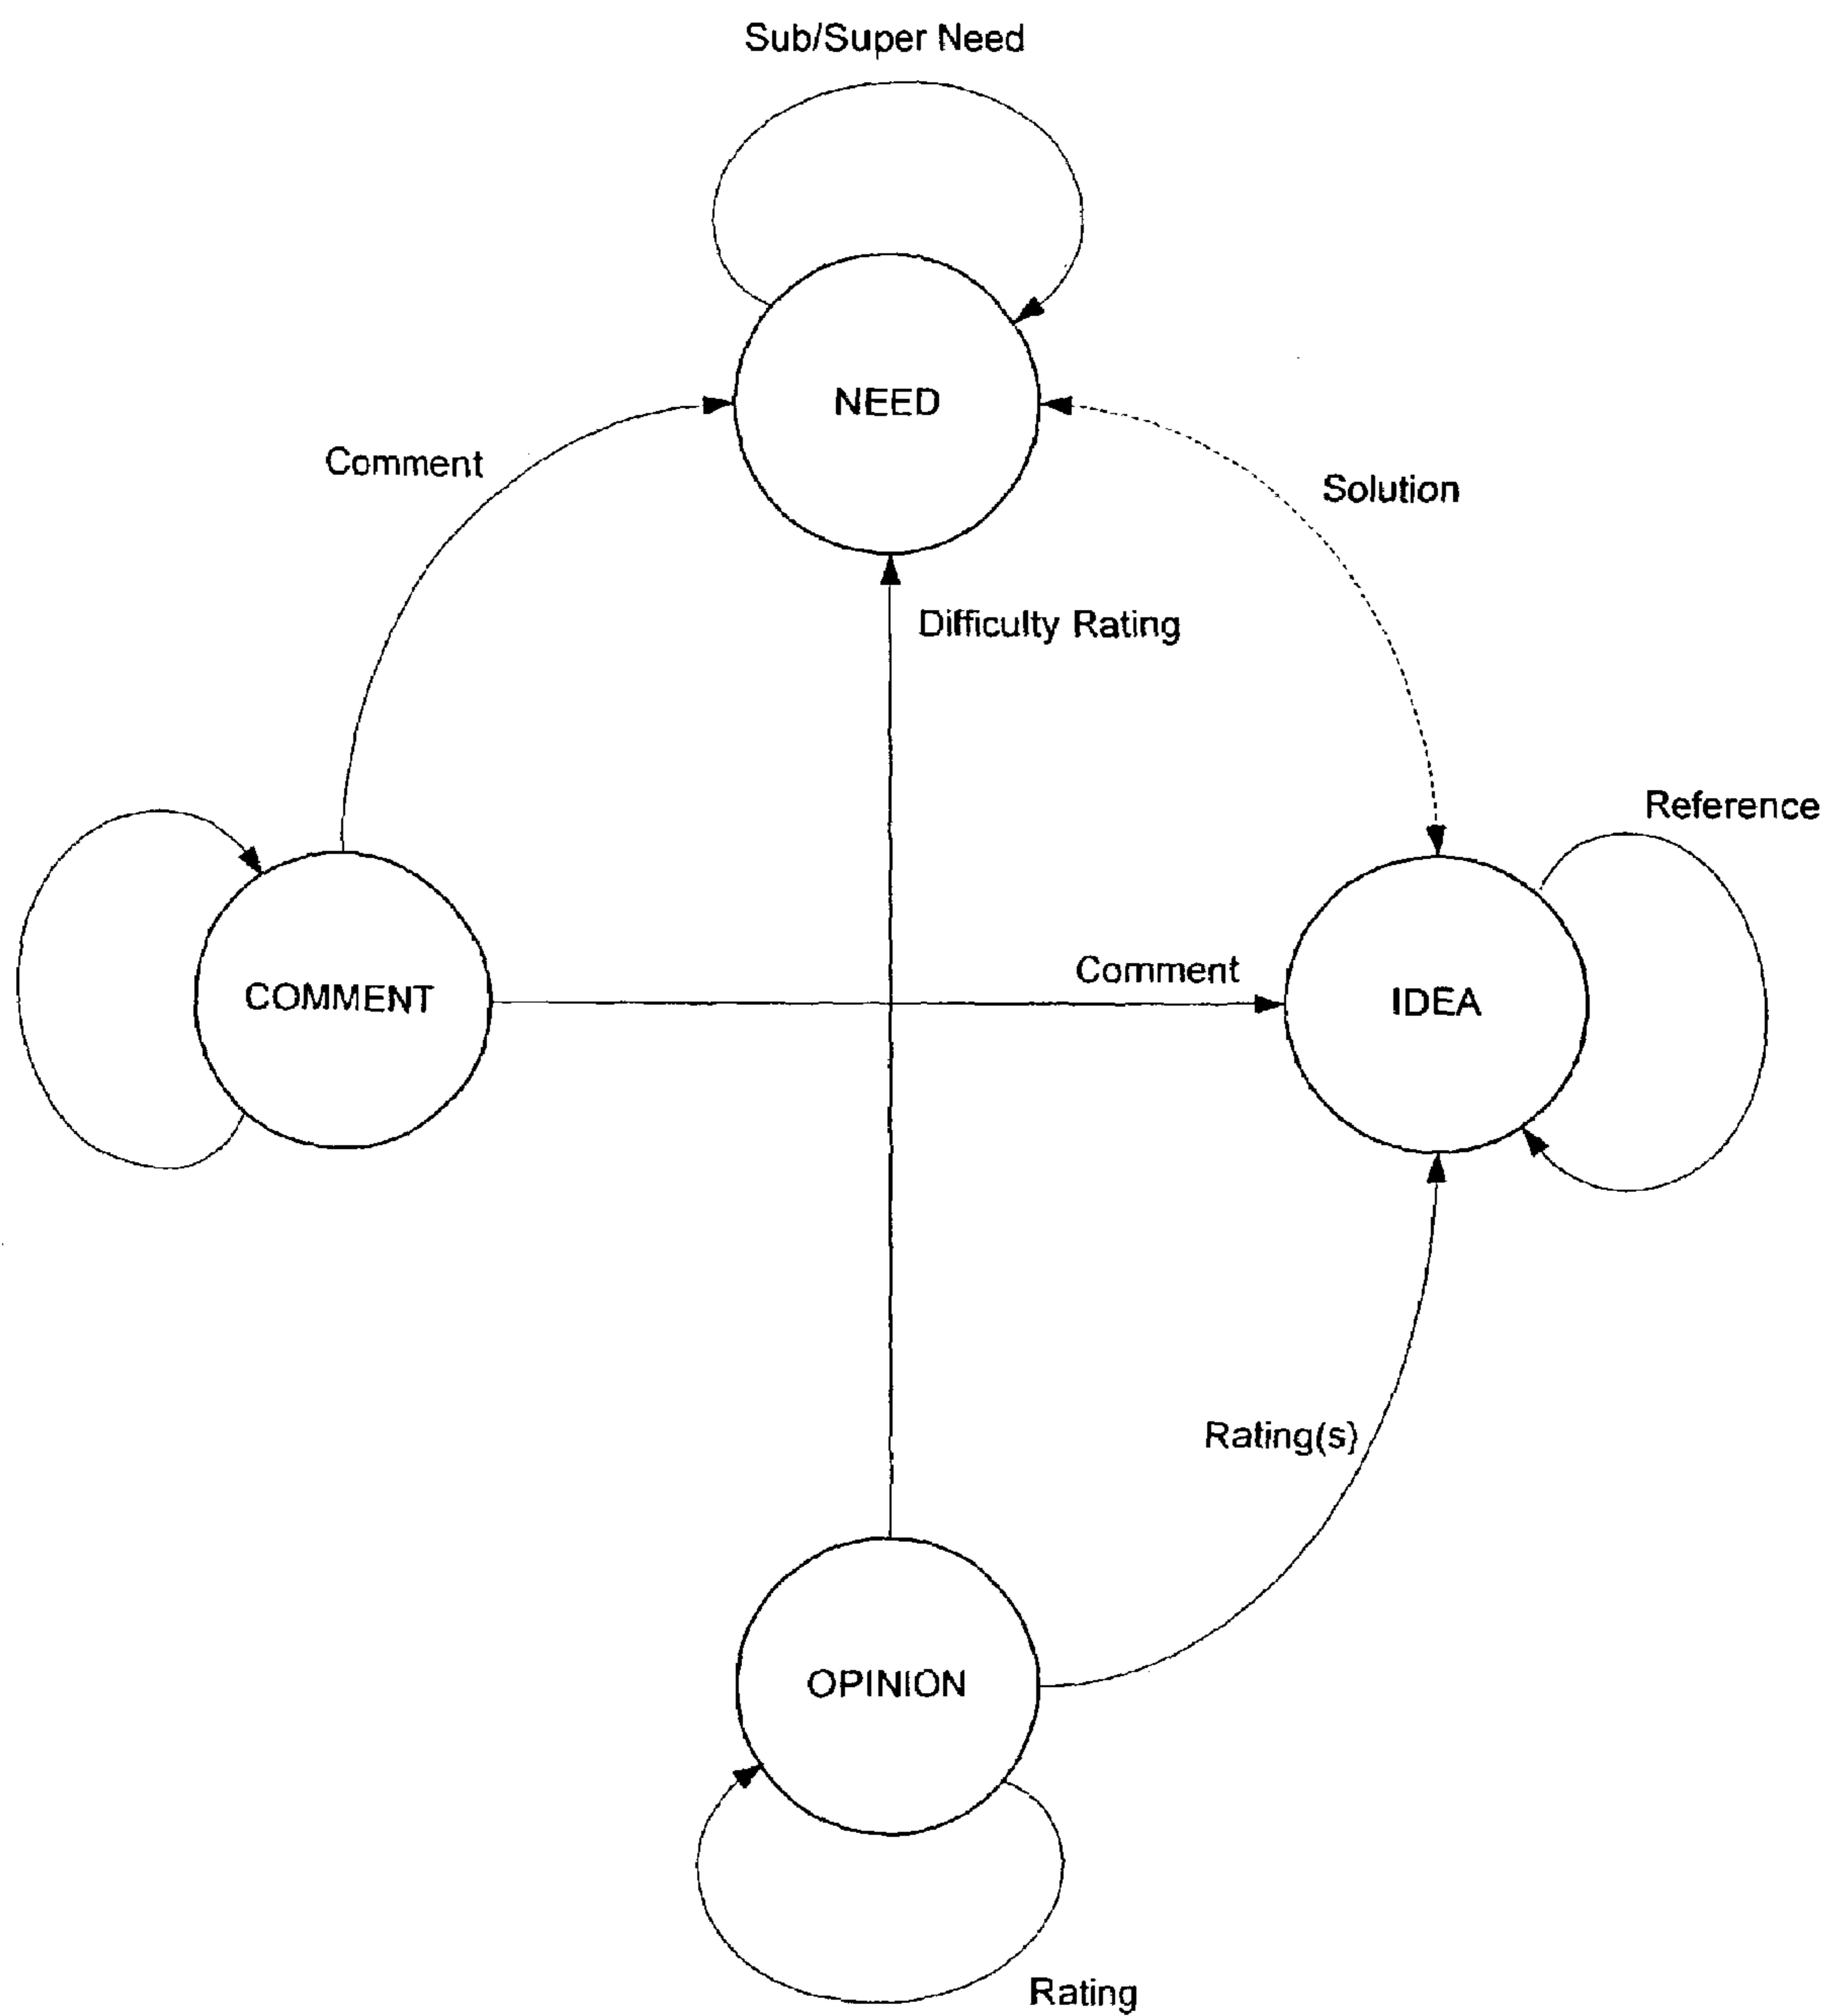 Sub/Super Need
NEED
Comment
Solution
Difficulty Rating
Reference
COMMENT
Comment
IDEA
Rating(s)
OPINION
Rating